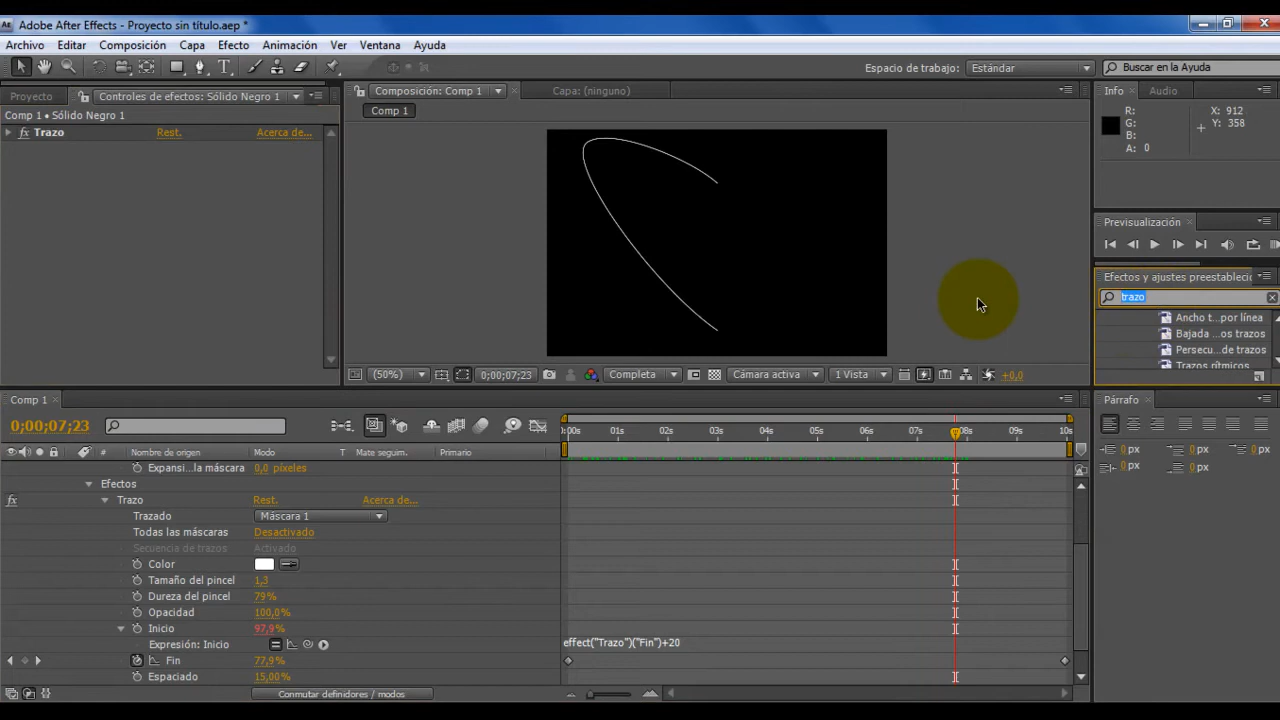 Adobe After Effects - Proyecto sin título.aep *
Archivo Editar Composición Capa Efecto Animación Ver Ventana Ayuda
Espacio de trabajo: Estándar Buscar en la Ayuda
Proyecto Controles de efectos: Sólido Negro 1 Composición: Comp 1 Capa: (ninguno) Info Audio
Comp 1 • Sólido Negro 1 Comp 1
fx Trazo Rest. Acerca de...
R: X: 912
G: Y: 358
B:
A: 0
Previsualización
Efectos y ajustes preestableci
trazo
Ancho t...por línea
Bajada ...os trazos
Persecu...de trazos
Trazos rítmicos
(50%) 0;00;07;23 Completa Cámara activa 1 Vista +0,0
Comp 1 Párrafo
0;00;07;23 0:00s 01s 02s 03s 04s 05s 06s 07s 08s 09s 10s
# Nombre de origen Modo T Mate seguim. Primario
0 px 0 px 0 px
0 px 0 px
Expansi...la máscara 0,0 píxeles
Efectos
fx Trazo Rest. Acerca de...
Trazado Máscara 1
Todas las máscaras Desactivado
Secuencia de trazos Activado
Color
Tamaño del pincel 1,3
Dureza del pincel 79%
Opacidad 100,0%
Inicio 97,9%
Expresión: Inicio effect("Trazo")("Fin")+20
Fin 77,9%
Espaciado 15,00%
Conmutar definidores / modos